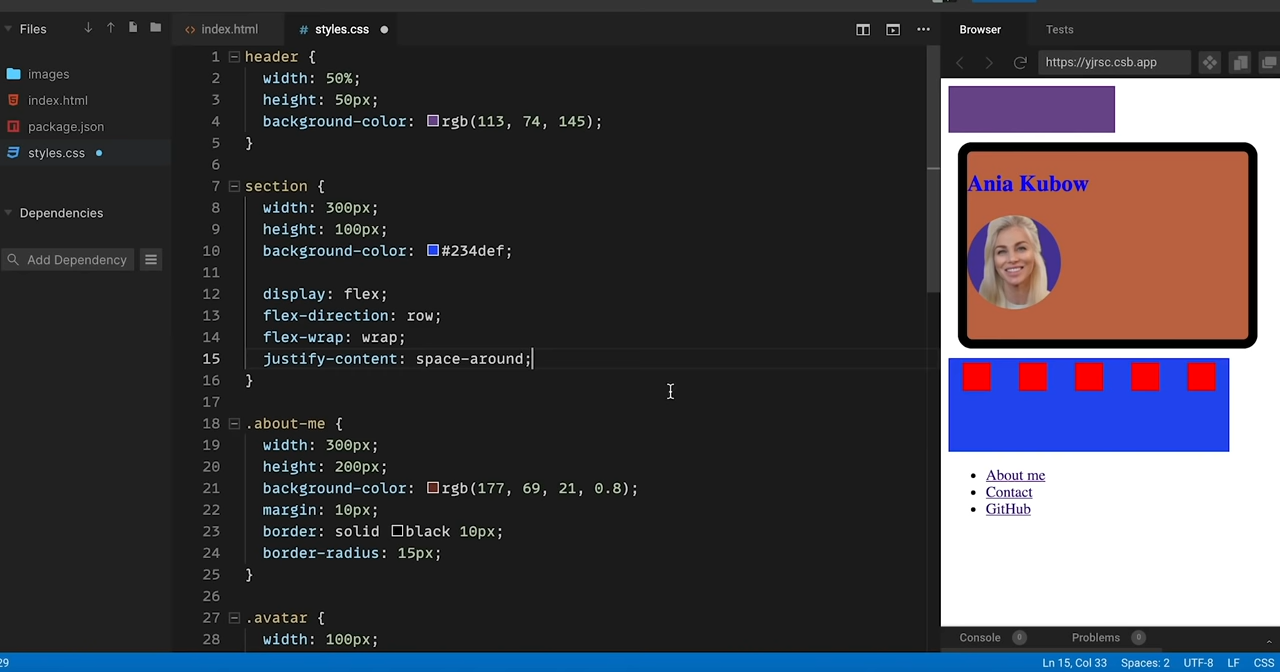 Files
images
index.html
package.json
styles.css
Dependencies
Add Dependency
index.html
styles.css
1 header {
2 width: 50%;
3 height: 50px;
4 background-color: rgb(113, 74, 145);
5 }
6
7 section {
8 width: 300px;
9 height: 100px;
10 background-color: #234def;
11
12 display: flex;
13 flex-direction: row;
14 flex-wrap: wrap;
15 justify-content: space-around;
16 }
17
18 .about-me {
19 width: 300px;
20 height: 200px;
21 background-color: rgb(177, 69, 21, 0.8);
22 margin: 10px;
23 border: solid black 10px;
24 border-radius: 15px;
25 }
26
27 .avatar {
28 width: 100px;
Browser Tests
https://yjrsc.csb.app
Ania Kubow
About me
Contact
GitHub
Console 0 Problems 0
29 Ln 15, Col 33 Spaces: 2 UTF-8 LF CSS